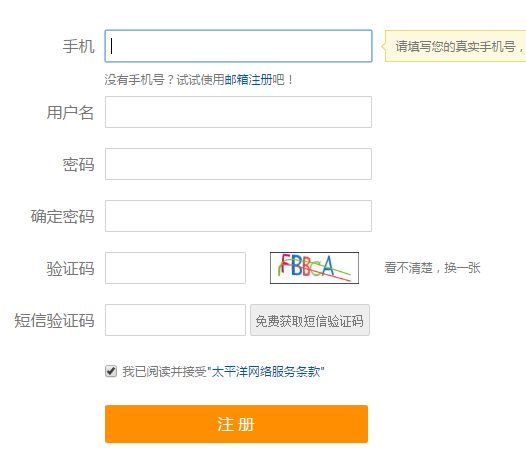 手机
请填写您的真实手机号，
没有手机号？试试使用邮箱注册吧！
用户名
密码
确定密码
验证码 FBBCA 看不清楚，换一张
短信验证码 免费获取短信验证码
我已阅读并接受"太平洋网络服务条款"
注 册